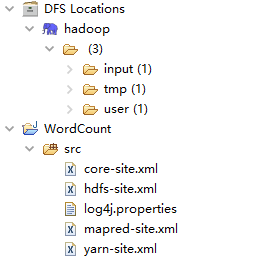 DFS Locations
hadoop
(3)
input (1)
tmp (1)
user (1)
WordCount
src
core-site.xml
hdfs-site.xml
log4j.properties
mapred-site.xml
yarn-site.xml